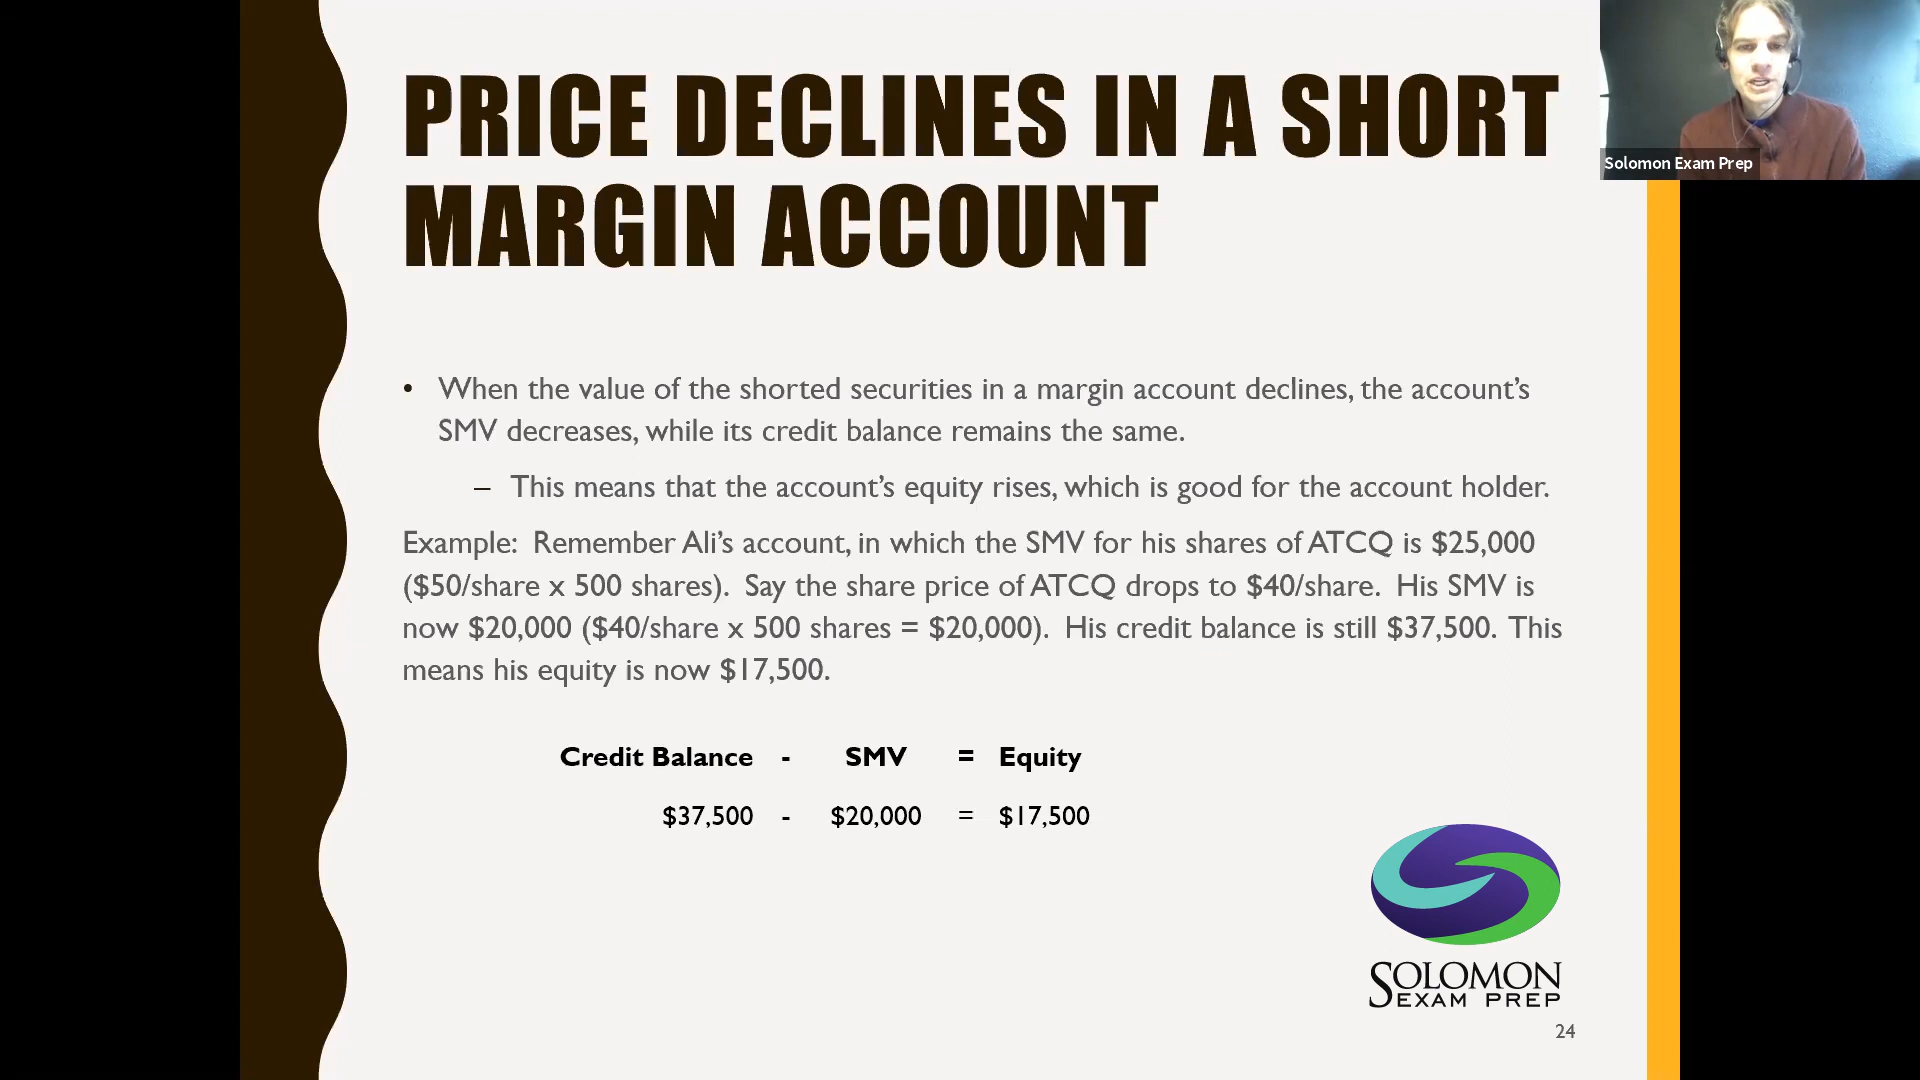 PRICE DECLINES IN A SHORT
MARGIN ACCOUNT
Solomon Exam Prep
• When the value of the shorted securities in a margin account declines, the account’s
SMV decreases, while its credit balance remains the same.
– This means that the account’s equity rises, which is good for the account holder.
Example: Remember Ali’s account, in which the SMV for his shares of ATCQ is $25,000
($50/share x 500 shares). Say the share price of ATCQ drops to $40/share. His SMV is
now $20,000 ($40/share x 500 shares = $20,000). His credit balance is still $37,500. This
means his equity is now $17,500.
Credit Balance - SMV = Equity
$37,500 - $20,000 = $17,500
SOLOMON
EXAM PREP
24